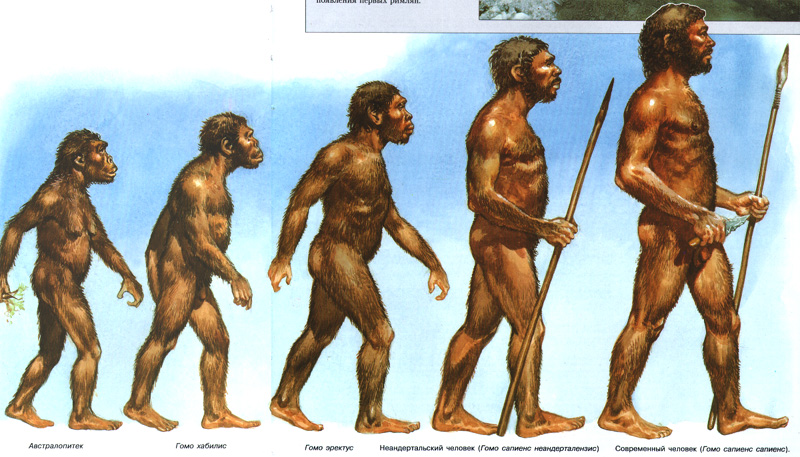 появления первых римлян.
Австралопитек
Гомо хабилис
Гомо эректус
Неандертальский человек (Гомо сапиенс неандерталензис)
Современный человек (Гомо сапиенс сапиенс).